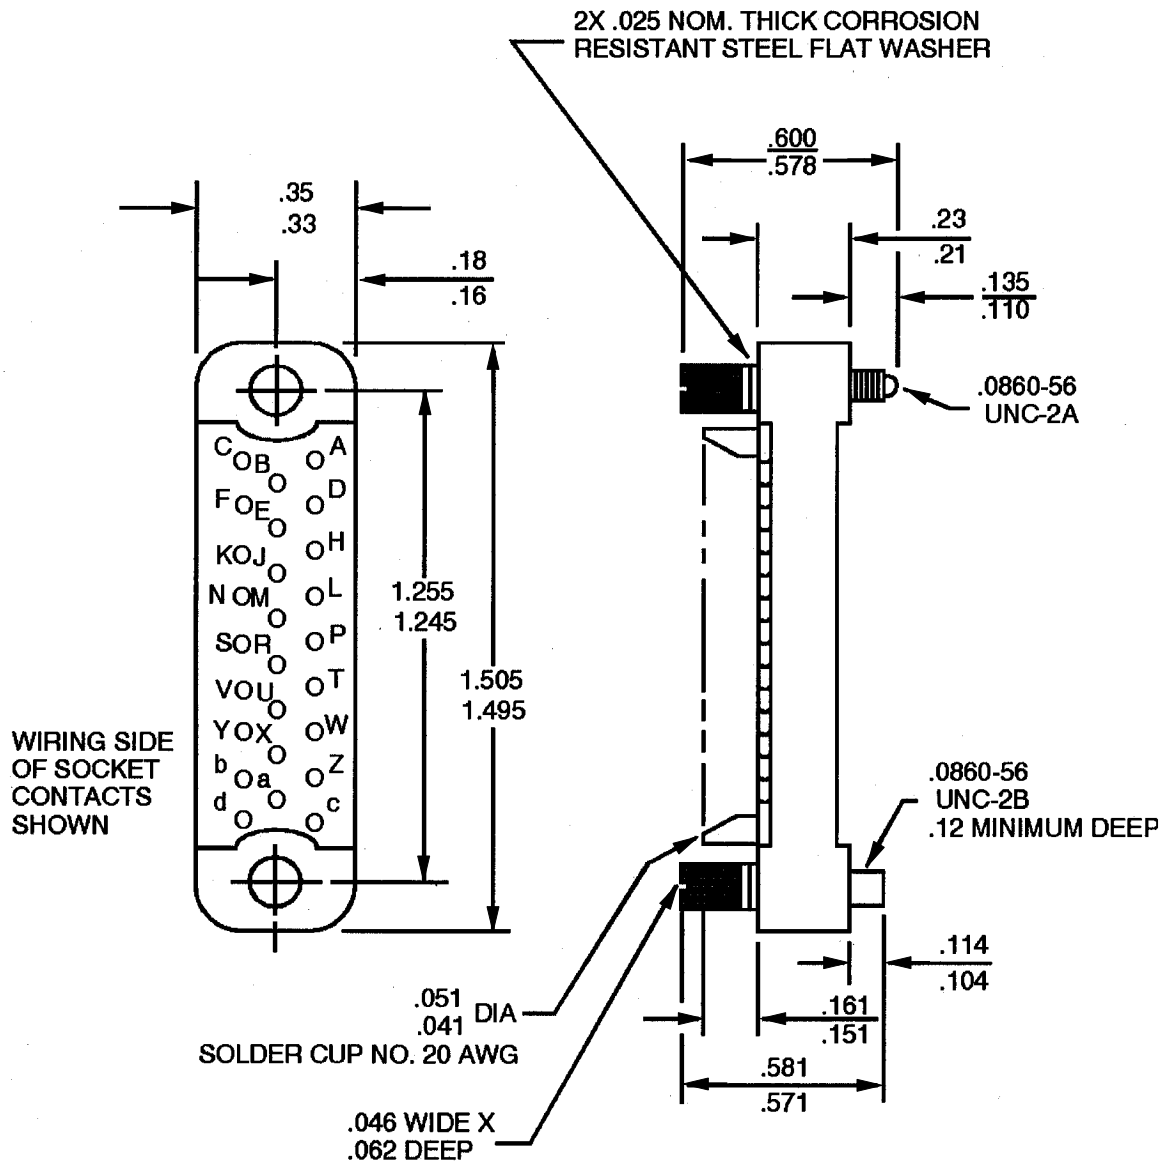 2X .025 NOM. THICK CORROSION
RESISTANT STEEL FLAT WASHER
.600
.578
.35
.33
.23
.21
.18
.16
.135
.110
.0860-56
UNC-2A
C B A
F E D
K J H
N M L
S R P
V U T
Y X W
b a Z
d c
1.255
1.245
1.505
1.495
WIRING SIDE
OF SOCKET
CONTACTS
SHOWN
.0860-56
UNC-2B
.12 MINIMUM DEEP
.114
.104
.051
.041 DIA
SOLDER CUP NO. 20 AWG
.161
.151
.581
.571
.046 WIDE X
.062 DEEP